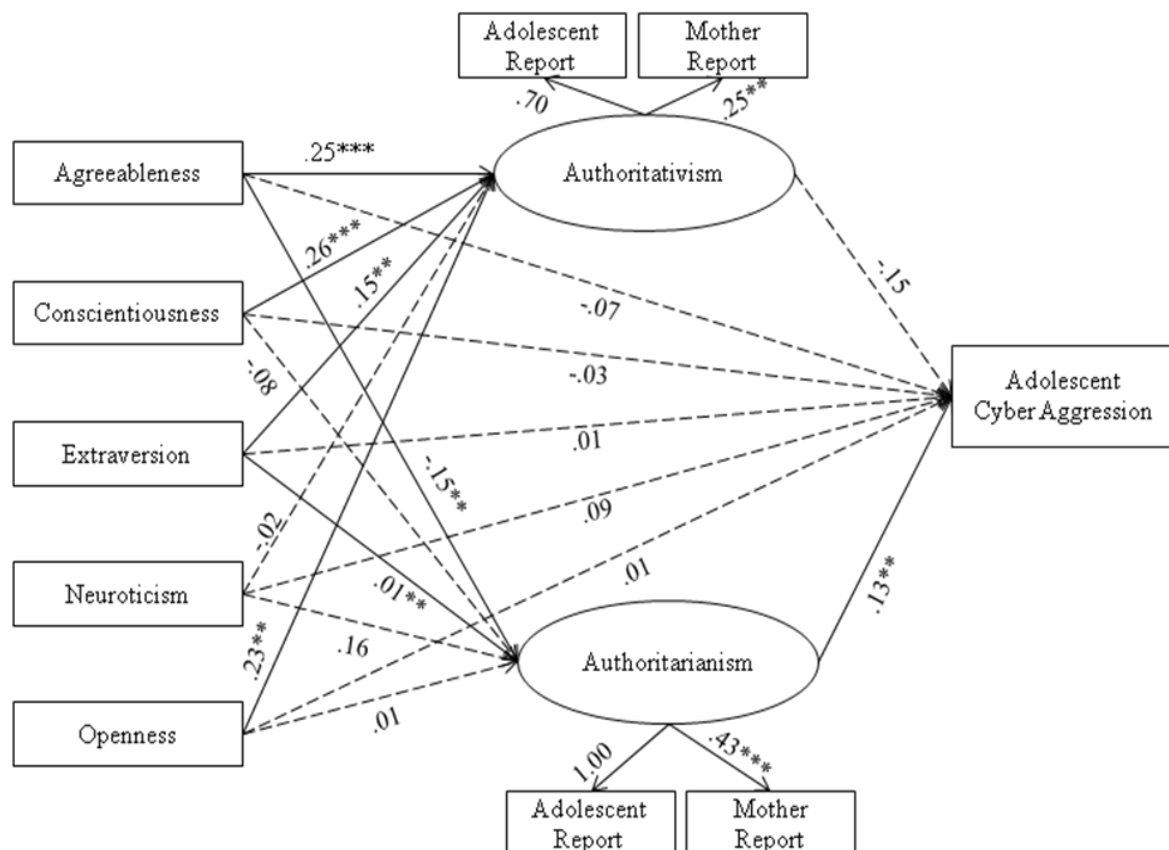 Adolescent
Report
Mother
Report
.70
.25**
Agreeableness
.25***
Authoritativism
.26***
.15**
-.07
-.15
Conscientiousness
-.08
-.03
Adolescent
Cyber Aggression
Extraversion
.01
-.15**
-.02
.09
Neuroticism
.01**
.01
.13**
.23**
.16
Authoritarianism
Openness
.01
1.00
.43***
Adolescent
Report
Mother
Report